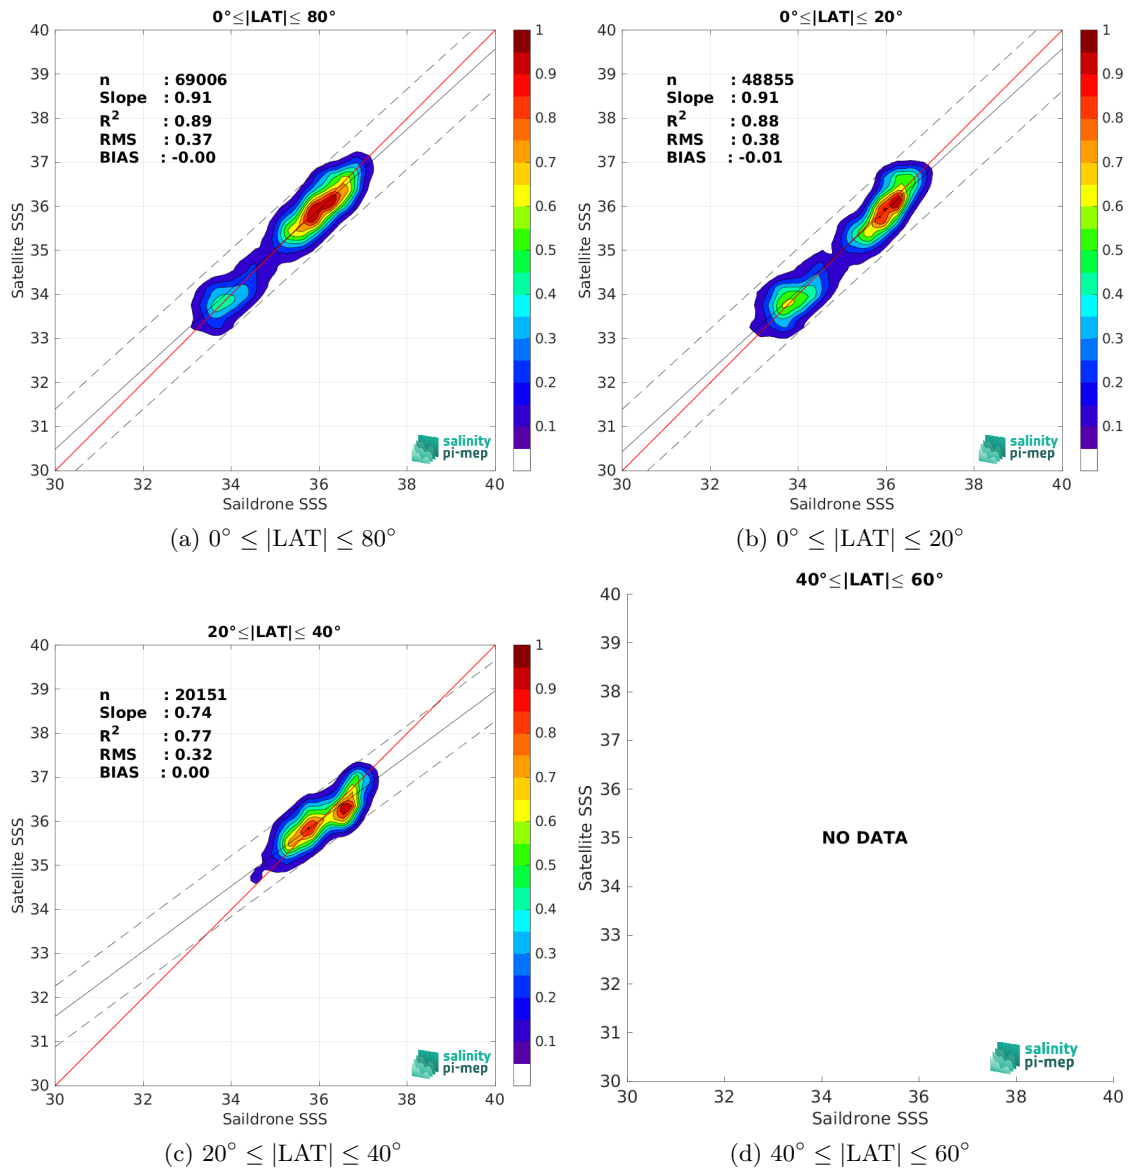 0°≤|LAT|≤ 80°
n : 69006
Slope : 0.91
R² : 0.89
RMS : 0.37
BIAS : -0.00
40
39
38
37
36
35
34
33
32
31
30
Satellite SSS
30 32 34 36 38 40
Saildrone SSS
1
0.9
0.8
0.7
0.6
0.5
0.4
0.3
0.2
0.1
salinity
pi-mep
(a) 0° ≤ |LAT| ≤ 80°
0°≤|LAT|≤ 20°
n : 48855
Slope : 0.91
R² : 0.88
RMS : 0.38
BIAS : -0.01
40
39
38
37
36
35
34
33
32
31
30
Satellite SSS
30 32 34 36 38 40
Saildrone SSS
1
0.9
0.8
0.7
0.6
0.5
0.4
0.3
0.2
0.1
salinity
pi-mep
(b) 0° ≤ |LAT| ≤ 20°
20°≤|LAT|≤ 40°
n : 20151
Slope : 0.74
R² : 0.77
RMS : 0.32
BIAS : 0.00
40
39
38
37
36
35
34
33
32
31
30
Satellite SSS
30 32 34 36 38 40
Saildrone SSS
1
0.9
0.8
0.7
0.6
0.5
0.4
0.3
0.2
0.1
salinity
pi-mep
(c) 20° ≤ |LAT| ≤ 40°
40°≤|LAT|≤ 60°
40
39
38
37
36
35
34
33
32
31
30
Satellite SSS
NO DATA
30 32 34 36 38 40
Saildrone SSS
salinity
pi-mep
(d) 40° ≤ |LAT| ≤ 60°